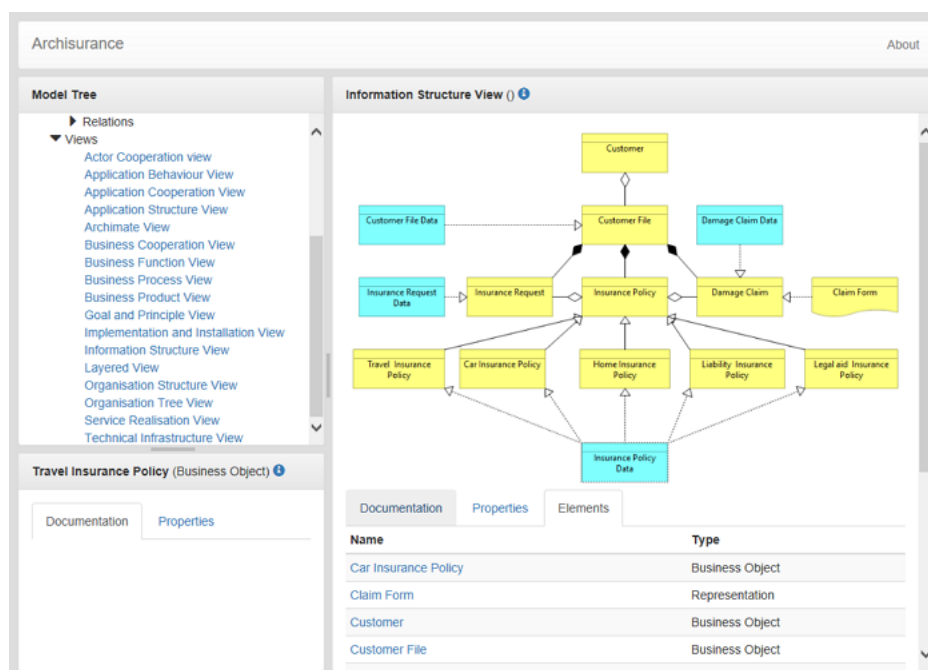 Archisurance
About
Model Tree
Relations
Views
Actor Cooperation view
Application Behaviour View
Application Cooperation View
Application Structure View
Archimate View
Business Cooperation View
Business Function View
Business Process View
Business Product View
Goal and Principle View
Implementation and Installation View
Information Structure View
Layered View
Organisation Structure View
Organisation Tree View
Service Realisation View
Technical Infrastructure View
Travel Insurance Policy (Business Object)
Documentation Properties
Information Structure View ()
Customer
Customer File Data
Customer File
Damage Claim Data
Insurance Request
Data
Insurance Request
Insurance Policy
Damage Claim
Claim Form
Travel Insurance
Policy
Car Insurance Policy
Home Insurance
Policy
Liability Insurance
Policy
Legal aid Insurance
Policy
Insurance Policy
Data
Documentation Properties Elements
Name Type
Car Insurance Policy Business Object
Claim Form Representation
Customer Business Object
Customer File Business Object